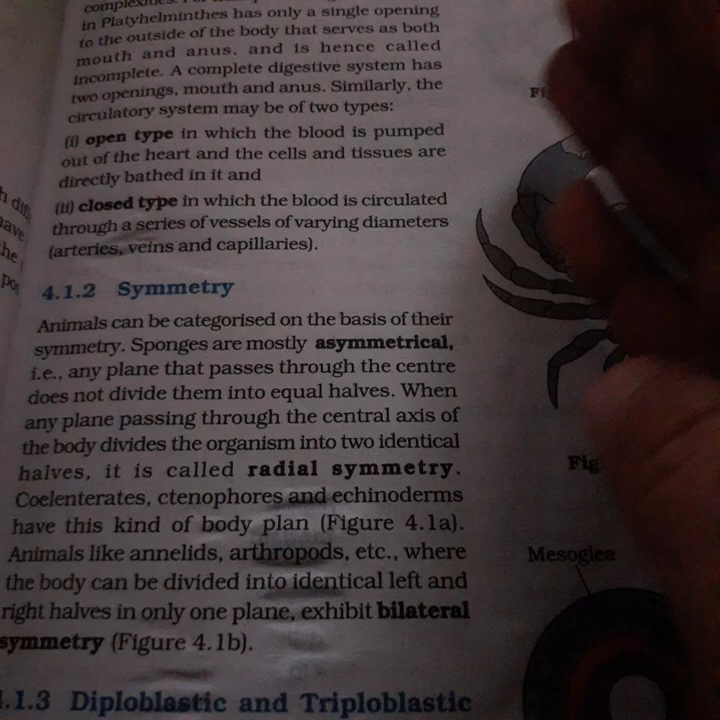 in Platyhelminthes has only a single opening
to the outside of the body that serves as both
mouth and anus, and is hence called
incomplete. A complete digestive system has
two openings, mouth and anus. Similarly, the
circulatory system may be of two types:
(i) open type in which the blood is pumped
out of the heart and the cells and tissues are
directly bathed in it and
(ii) closed type in which the blood is circulated
through a series of vessels of varying diameters
(arteries, veins and capillaries).
4.1.2 Symmetry
Animals can be categorised on the basis of their
symmetry. Sponges are mostly asymmetrical,
i.e., any plane that passes through the centre
does not divide them into equal halves. When
any plane passing through the central axis of
the body divides the organism into two identical
halves, it is called radial symmetry.
Coelenterates, ctenophores and echinoderms
have this kind of body plan (Figure 4.1a).
Animals like annelids, arthropods, etc., where
the body can be divided into identical left and
right halves in only one plane, exhibit bilateral
symmetry (Figure 4.1b).
4.1.3 Diploblastic and Triploblastic
Fig
Mesoglea